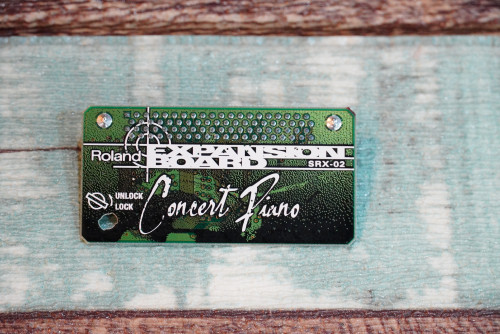 Roland EXPANSION
BOARD SRX-02
UNLOCK
LOCK
Concert Piano